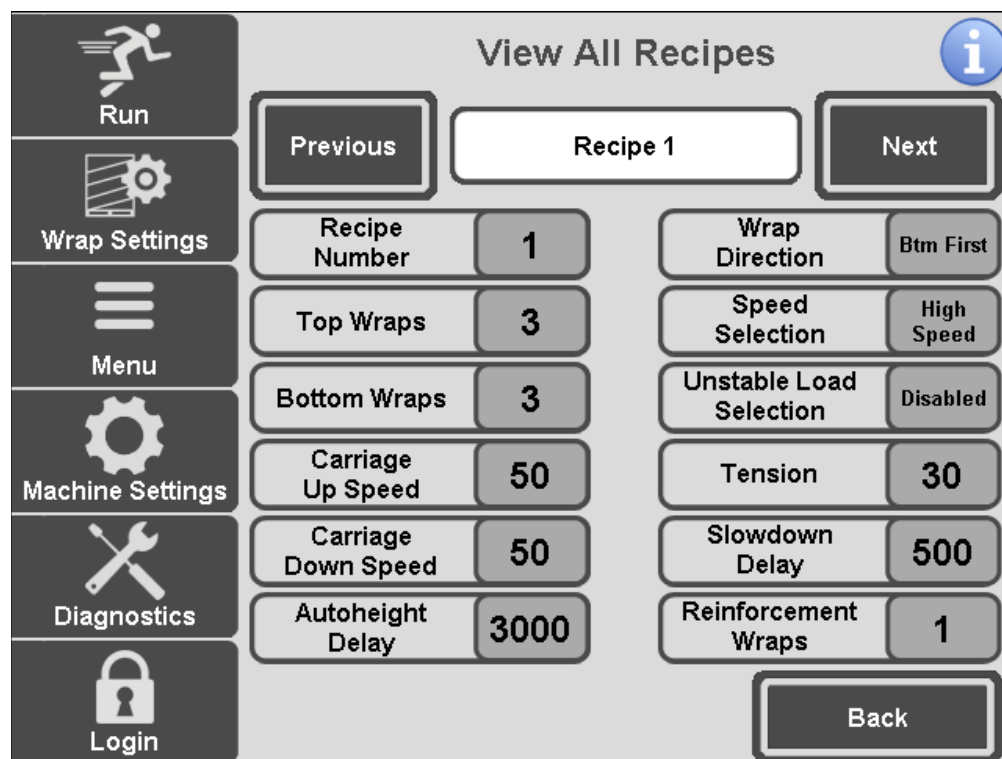 View All Recipes
i
Run
Wrap Settings
Menu
Machine Settings
Diagnostics
Login
Previous
Recipe 1
Next
Recipe
Number
1
Wrap
Direction
Btm First
Top Wraps
3
Speed
Selection
High
Speed
Bottom Wraps
3
Unstable Load
Selection
Disabled
Carriage
Up Speed
50
Tension
30
Carriage
Down Speed
50
Slowdown
Delay
500
Autoheight
Delay
3000
Reinforcement
Wraps
1
Back